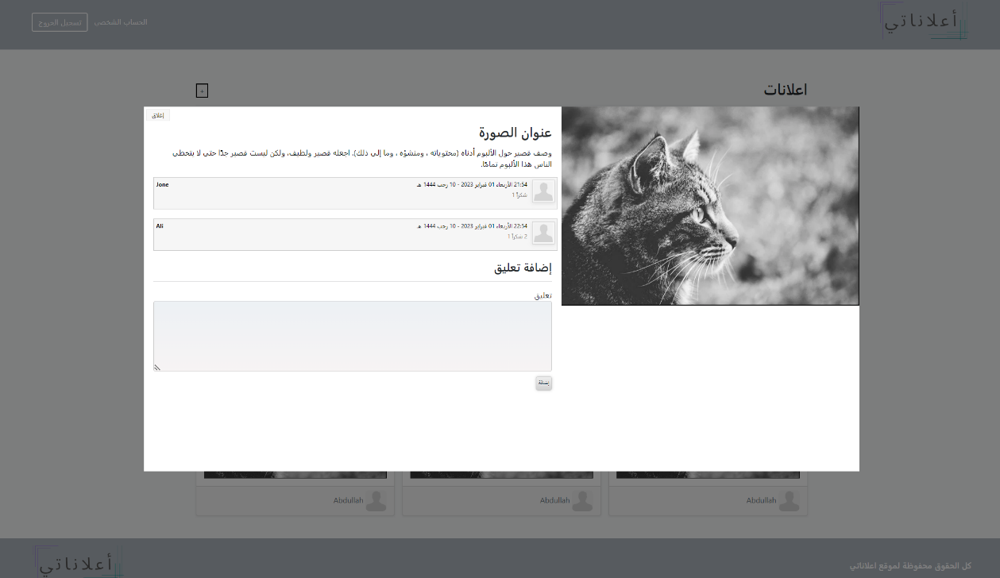 أعلاناتي
الحساب الشخصى
تسجيل الخروج
اعلانات
+
إغلاق
عنوان الصورة
وصف قصير حول الألبوم أدناه (محتوياته ، ومنشؤه ، وما إلى ذلك). اجعله قصير ولطيف، ولكن ليست قصير جدًا حتى لا يتخطى
الناس هذا الألبوم تمامًا.
21:54 الأربعاء 01 فبراير 2023 - 10 رجب 1444 هـ
Jone
شكراً 1
22:54 الأربعاء 01 فبراير 2023 - 10 رجب 1444 هـ
Ali
2 شكراً 1
إضافة تعليق
تعليق
إضافة
Abdullah
Abdullah
Abdullah
كل الحقوق محفوظة لموقع اعلاناتي
أعلاناتي